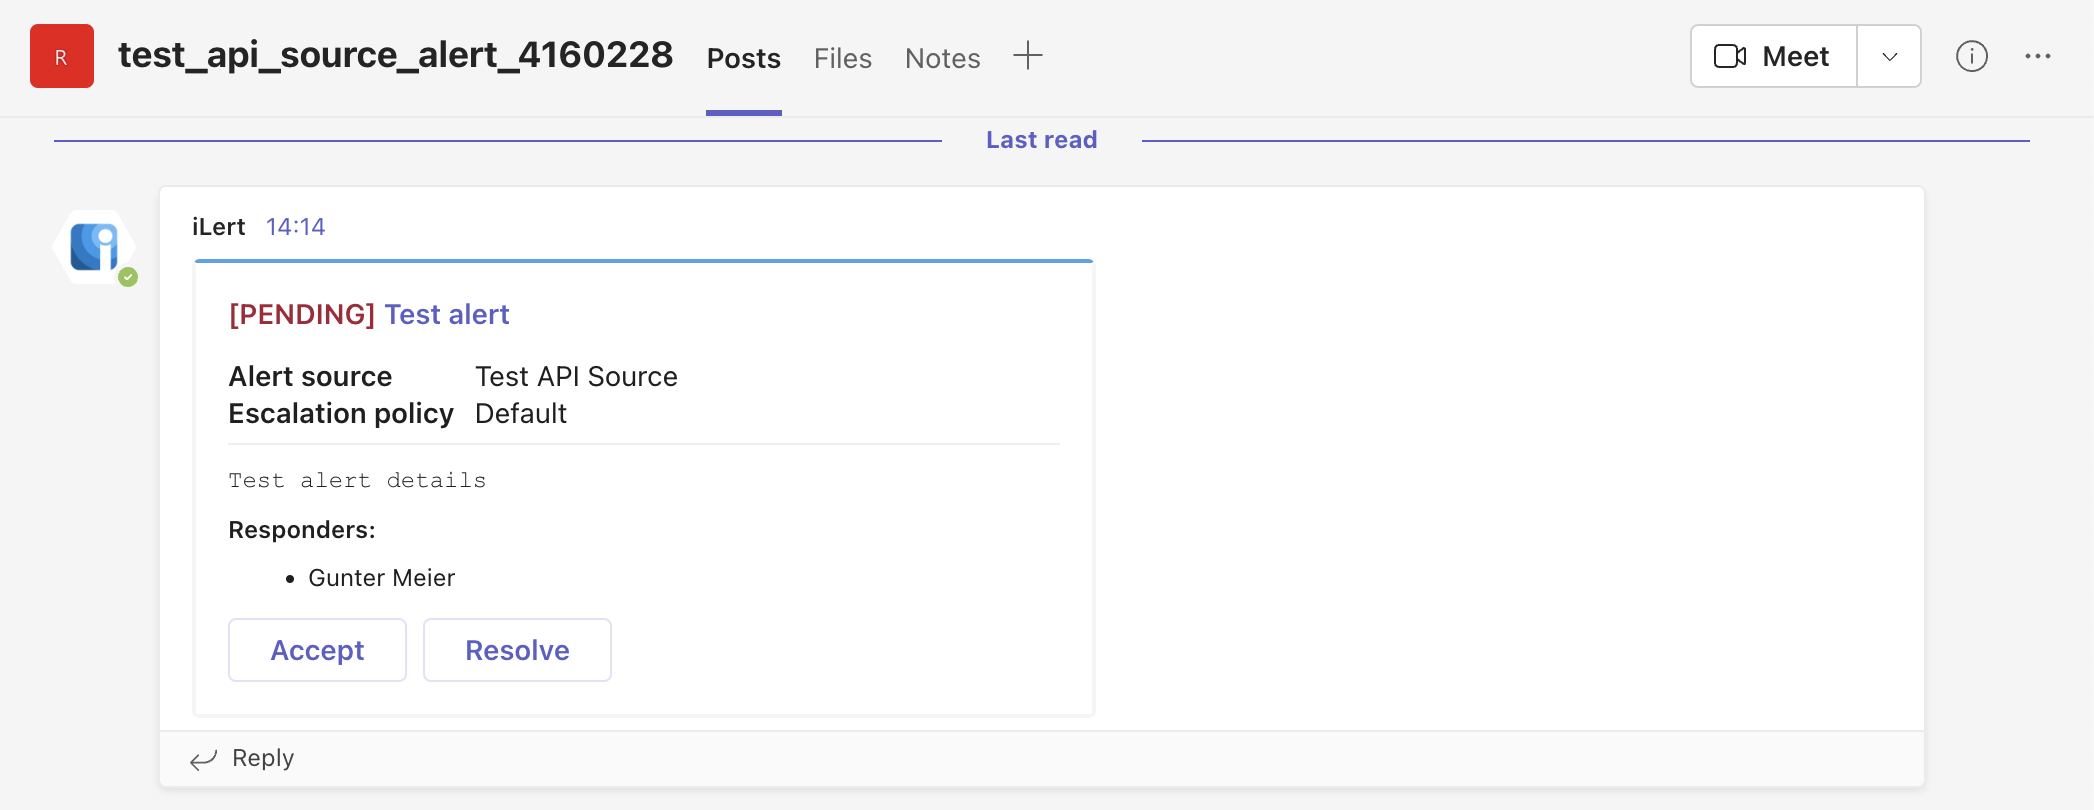 R test_api_source_alert_4160228 Posts Files Notes Meet
Last read
iLert 14:14
[PENDING] Test alert
Alert source Test API Source
Escalation policy Default
Test alert details
Responders:
• Gunter Meier
Accept Resolve
Reply